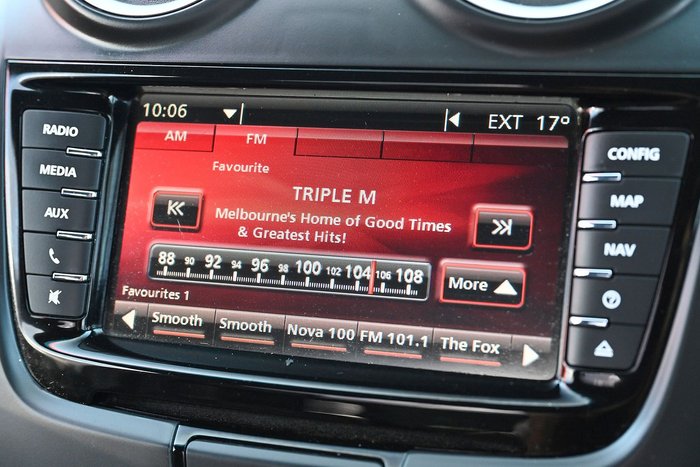 10:06
EXT 17°
AM FM
Favourite
TRIPLE M
Melbourne's Home of Good Times
& Greatest Hits!
88 90 92 94 96 98 100 102 104 106 108
More
Favourites 1
Smooth Smooth Nova 100 FM 101.1 The Fox
RADIO
MEDIA
AUX
CONFIG
MAP
NAV